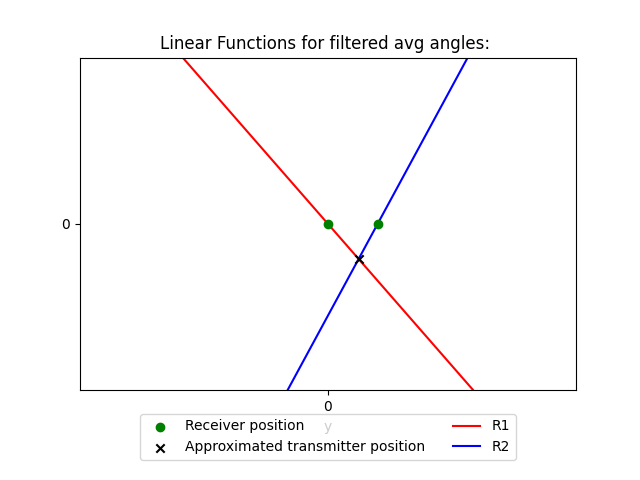 Linear Functions for filtered avg angles:
0
0
y
Receiver position
Approximated transmitter position
R1
R2